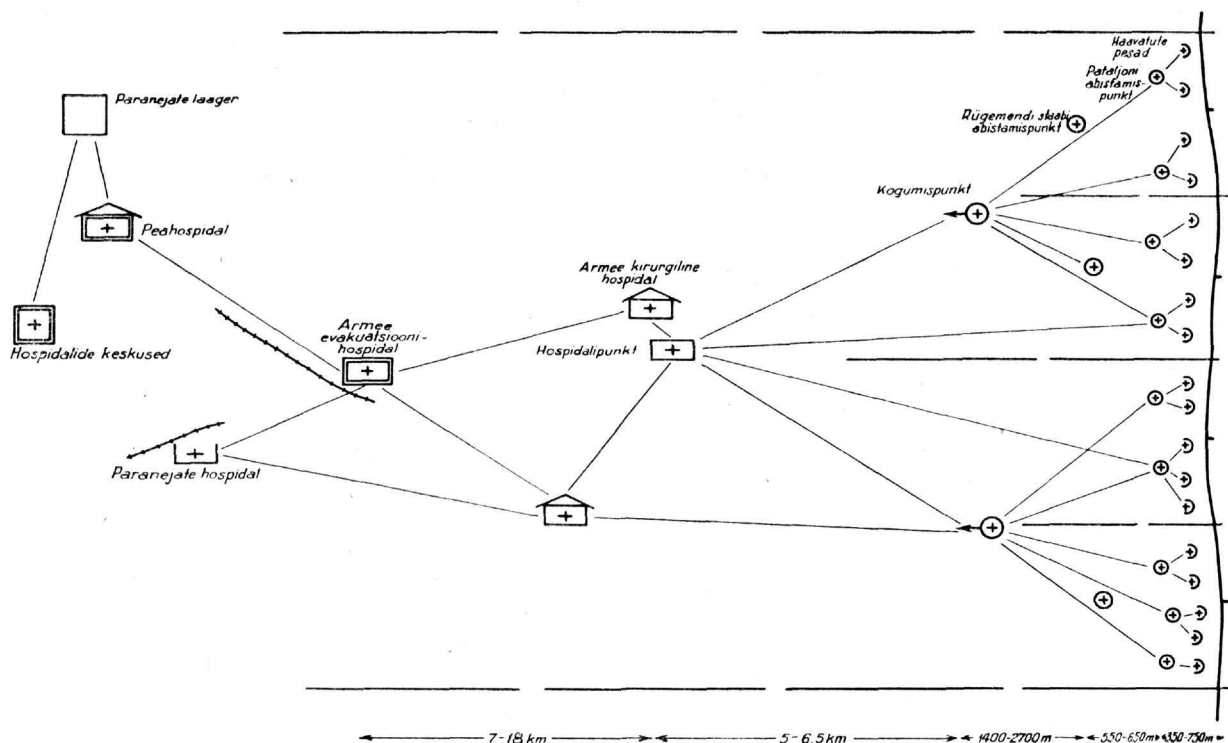 Haavatute
pesad
Pataljoni
abistamis-
punkt
Paranejate laager
Rügemendi staabi
abistamispunkt
Kogumispunkt
Peahospidal
Armee kirurgiline
hospidal
Armee
evakuatsiooni-
hospidal
Hospidalipunkt
Hospidalide keskused
Paranejate hospidal
7-18 km
5-6.5 km
1400-2700 m
550-650 m
350-750 m